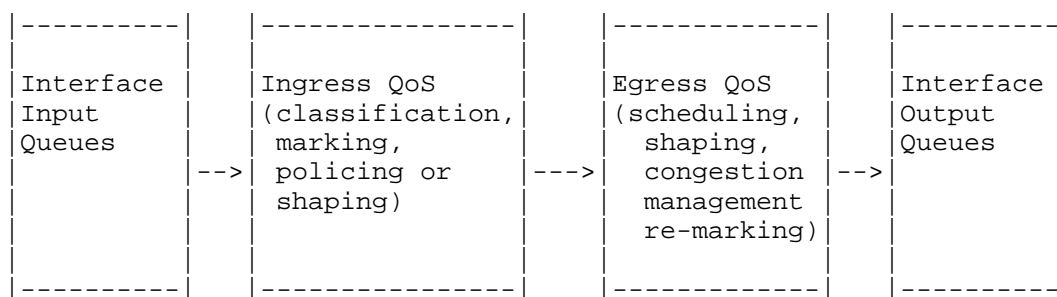 |----------|   |----------------|     |-------------|   |----------
|          |   |                |     |             |   |
|Interface |   |Ingress QoS     |     |Egress QoS   |   |Interface
|Input     |   |(classification,|     |(scheduling, |   |Output
|Queues    |   | marking,       |     |  shaping,   |   |Queues
|          |-->| policing or    |---->|  congestion |-->|
|          |   | shaping)       |     |  management |   |
|          |   |                |     |  re-marking)|   |
|          |   |                |     |             |   |
|----------|   |----------------|     |-------------|   |----------